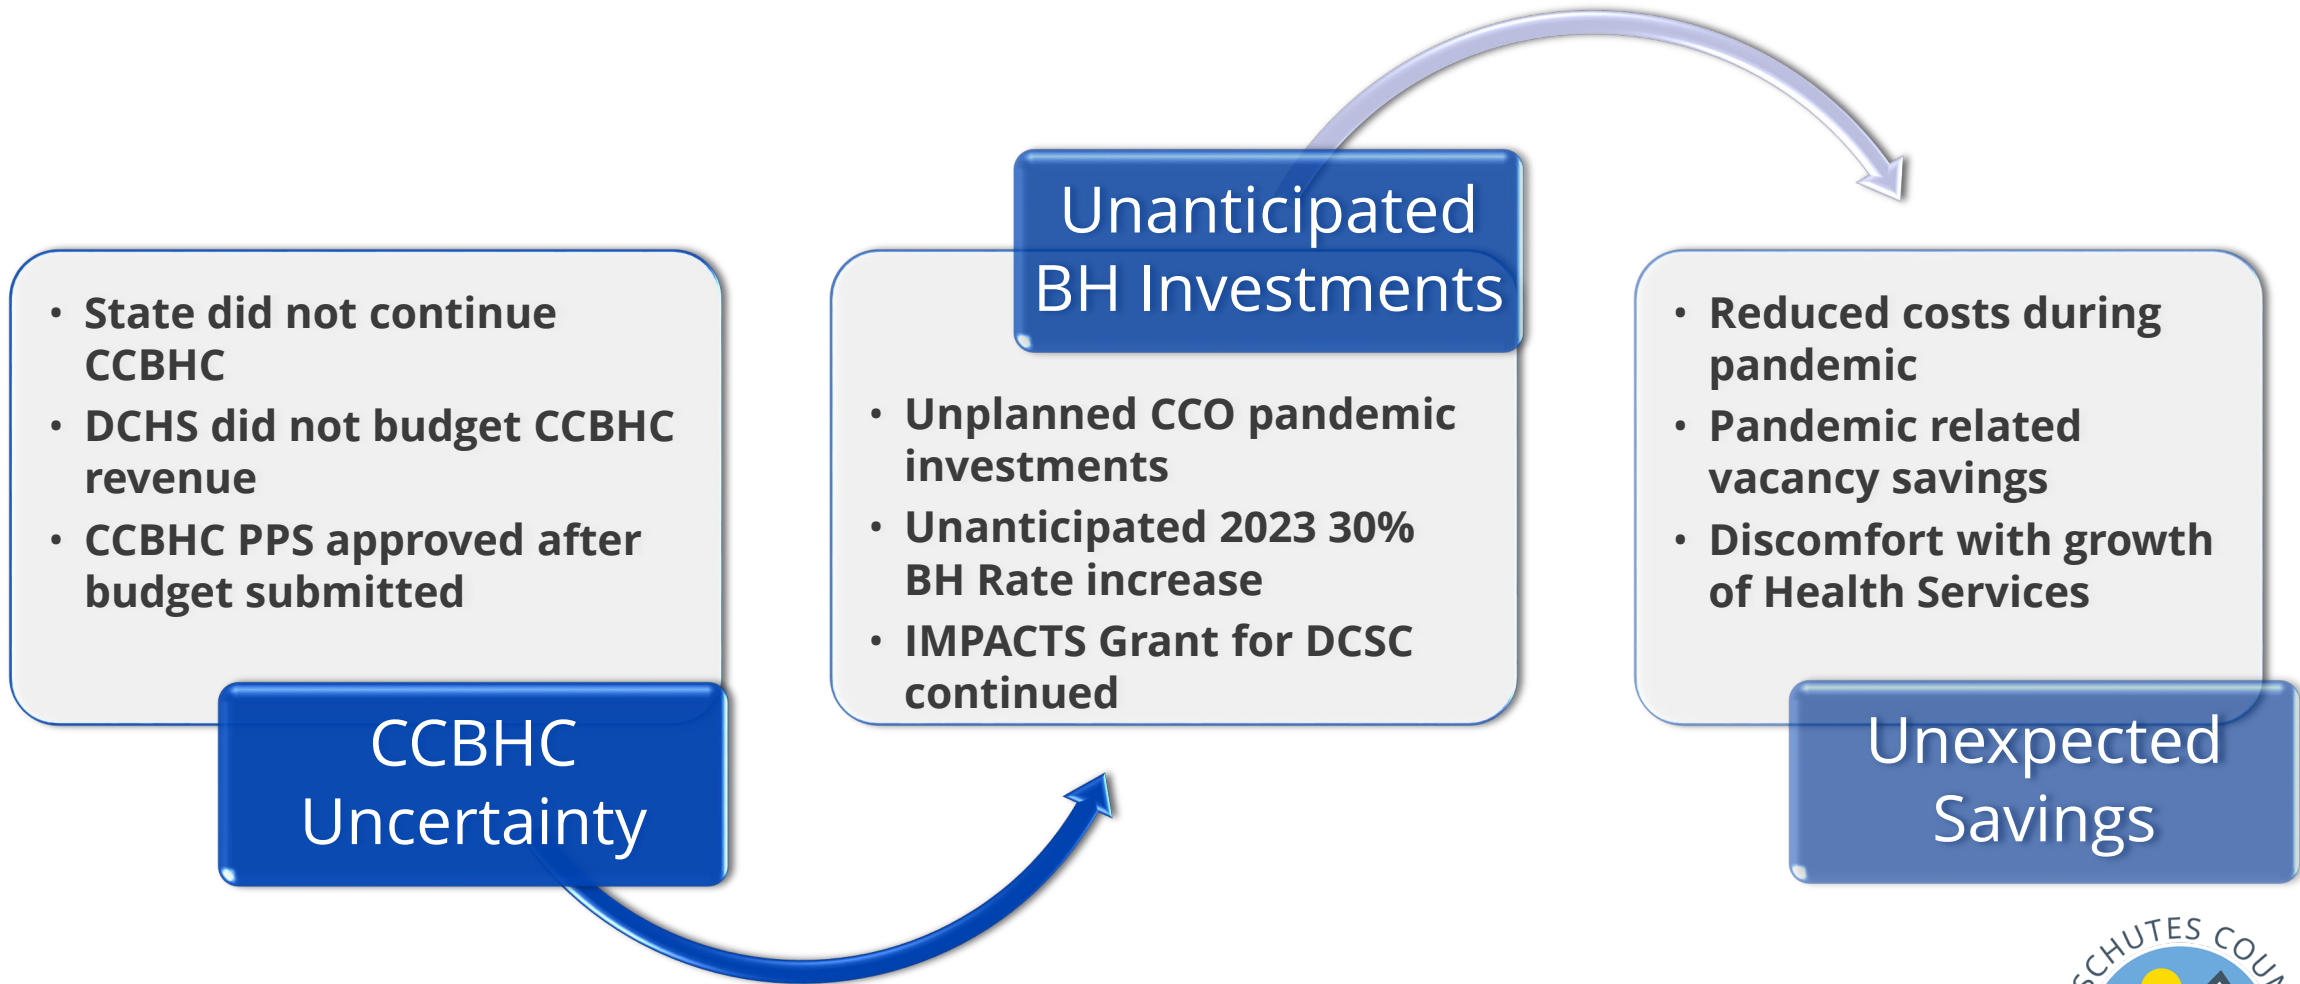 • State did not continue
CCBHC
• DCHS did not budget CCBHC
revenue
• CCBHC PPS approved after
budget submitted
CCBHC
Uncertainty
Unanticipated
BH Investments
• Unplanned CCO pandemic
investments
• Unanticipated 2023 30%
BH Rate increase
• IMPACTS Grant for DCSC
continued
• Reduced costs during
pandemic
• Pandemic related
vacancy savings
• Discomfort with growth
of Health Services
Unexpected
Savings